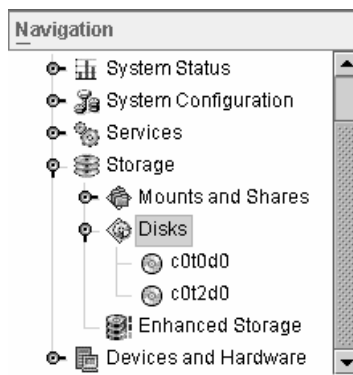 Navigation
System Status
System Configuration
Services
Storage
Mounts and Shares
Disks
c0t0d0
c0t2d0
Enhanced Storage
Devices and Hardware